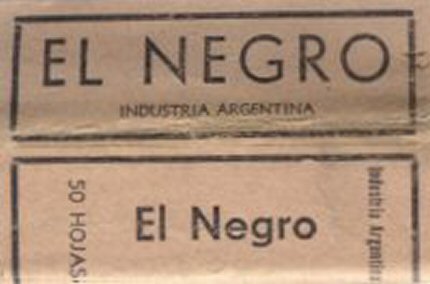 EL NEGRO
INDUSTRIA ARGENTINA
50 HOJAS
El Negro
Industria Argentina